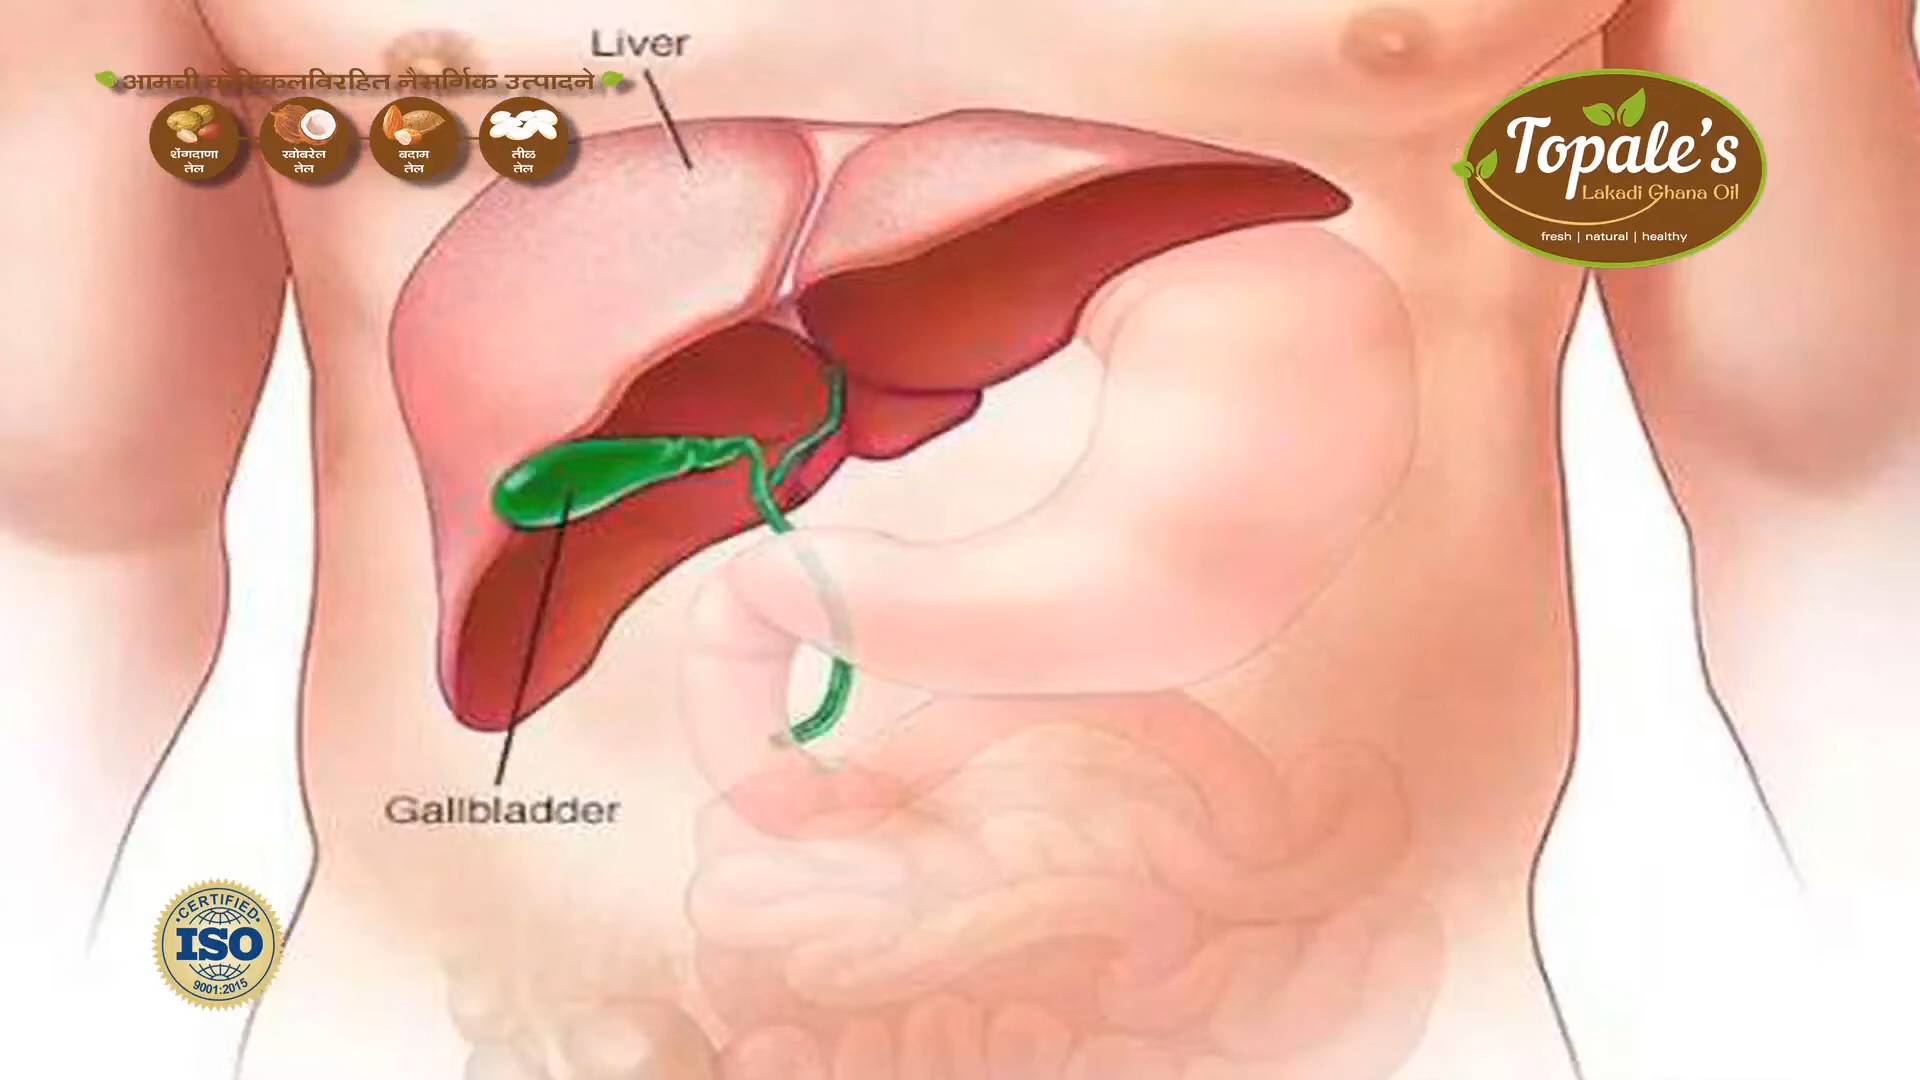 Liver
आमची केमिकलविरहित नैसर्गिक उत्पादने
शेंगदाणा
तेल
खोबरेल
तेल
बदाम
तेल
तीळ
तेल
Topale's
Lakadi Ghana Oil
fresh | natural | healthy
Gallbladder
CERTIFIED
ISO
9001:2015